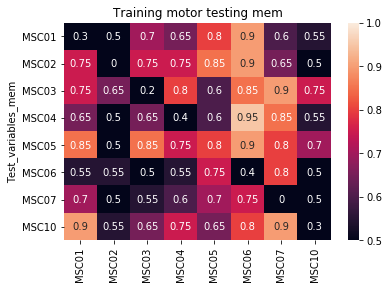 Training motor testing mem
Test_variables_mem
MSC01 0.3 0.5 0.7 0.65 0.8 0.9 0.6 0.55
MSC02 0.75 0 0.75 0.75 0.85 0.9 0.65 0.5
MSC03 0.75 0.65 0.2 0.8 0.6 0.85 0.9 0.75
MSC04 0.65 0.5 0.65 0.4 0.6 0.95 0.85 0.55
MSC05 0.85 0.5 0.85 0.75 0.8 0.9 0.8 0.7
MSC06 0.55 0.55 0.5 0.55 0.75 0.4 0.8 0.5
MSC07 0.7 0.5 0.55 0.6 0.7 0.75 0 0.5
MSC10 0.9 0.55 0.65 0.75 0.65 0.8 0.9 0.3
MSC01 MSC02 MSC03 MSC04 MSC05 MSC06 MSC07 MSC10
1.0
0.9
0.8
0.7
0.6
0.5